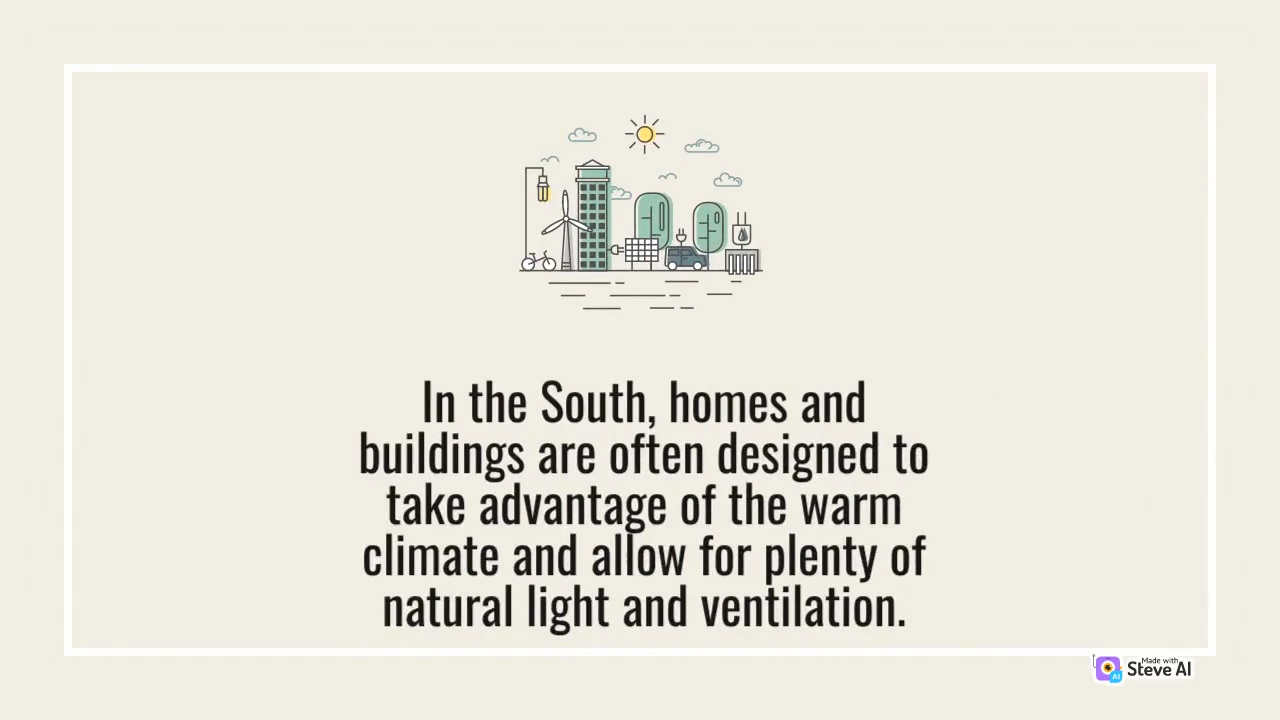 In the South, homes and
buildings are often designed to
take advantage of the warm
climate and allow for plenty of
natural light and ventilation.
Made with
Steve AI
AI